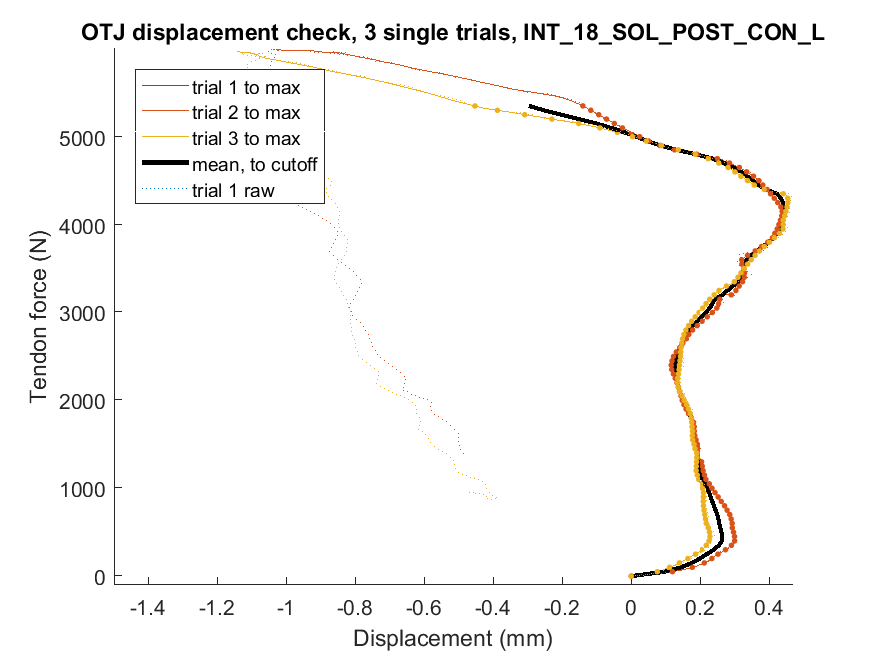 OTJ displacement check, 3 single trials, INT_18_SOL_POST_CON_L
trial 1 to max
trial 2 to max
trial 3 to max
mean, to cutoff
trial 1 raw
5000
4000
3000
2000
1000
0
Tendon force (N)
-1.4 -1.2 -1 -0.8 -0.6 -0.4 -0.2 0 0.2 0.4
Displacement (mm)